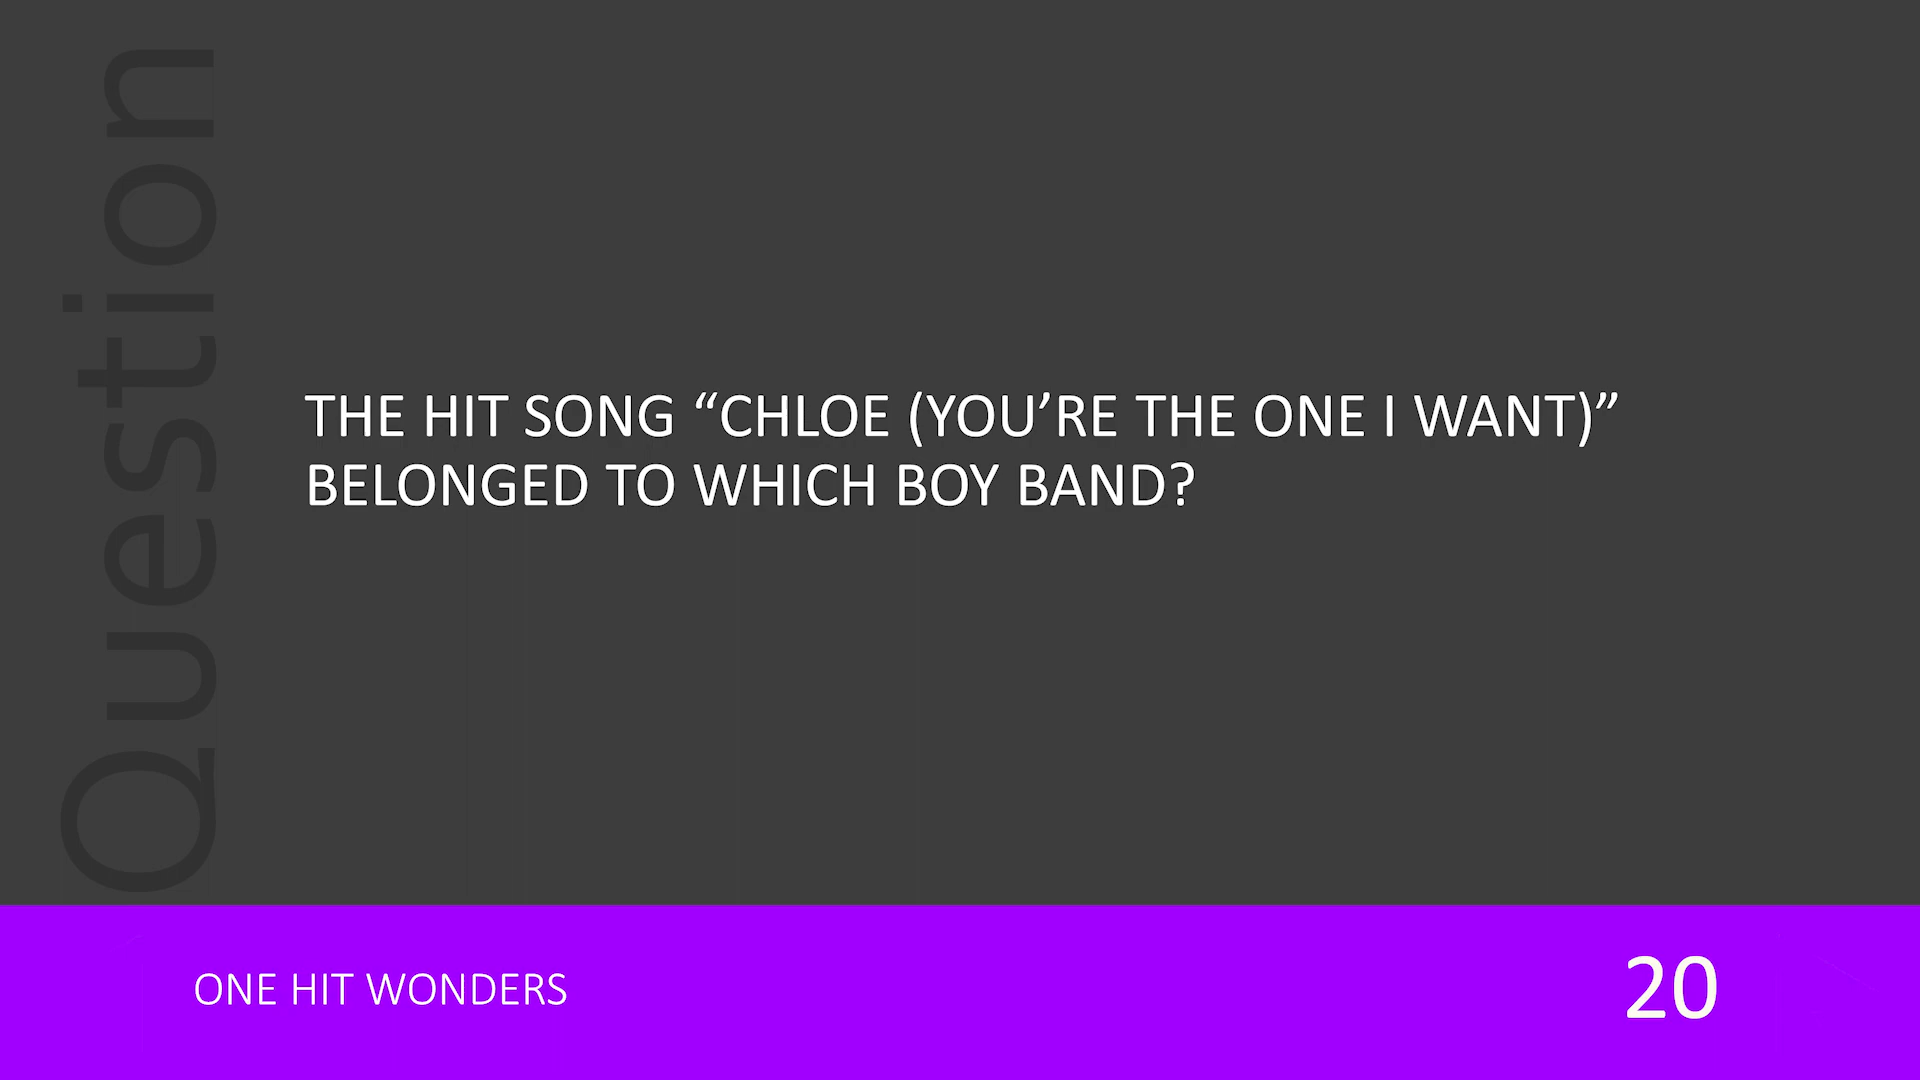 Question
THE HIT SONG “CHLOE (YOU’RE THE ONE I WANT)”
BELONGED TO WHICH BOY BAND?
ONE HIT WONDERS
20